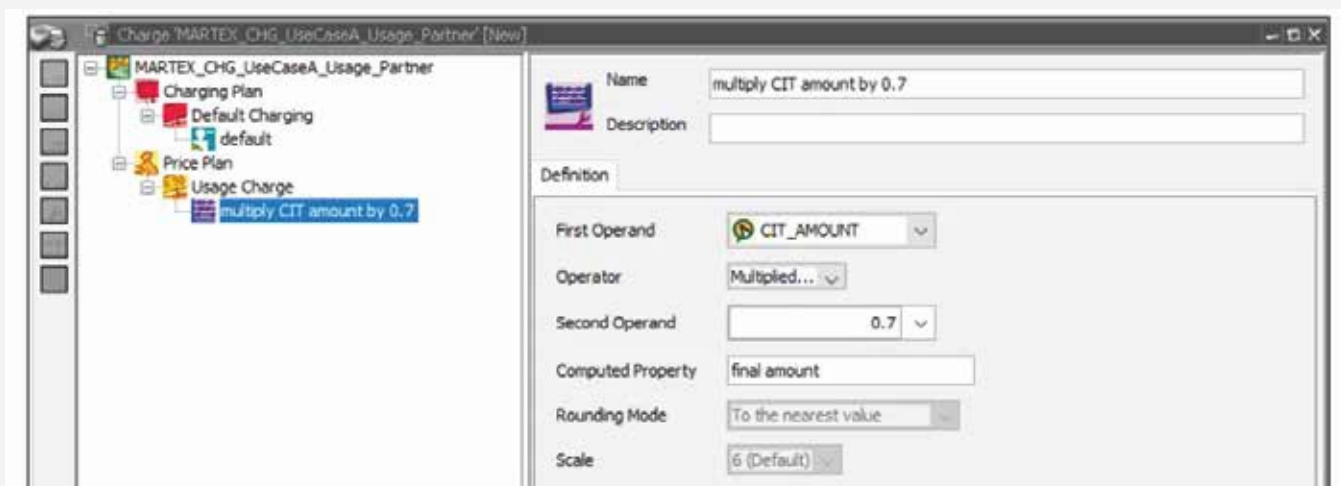 Charge 'MARTEX_CHG_UseCaseA_Usage_Partner' [New]
MARTEX_CHG_UseCaseA_Usage_Partner
Charging Plan
Default Charging
default
Price Plan
Usage Charge
multiply CIT amount by 0.7
Name multiply CIT amount by 0.7
Description
Definition
First Operand CIT_AMOUNT
Operator Multiplied...
Second Operand 0.7
Computed Property final amount
Rounding Mode To the nearest value
Scale 6 (Default)